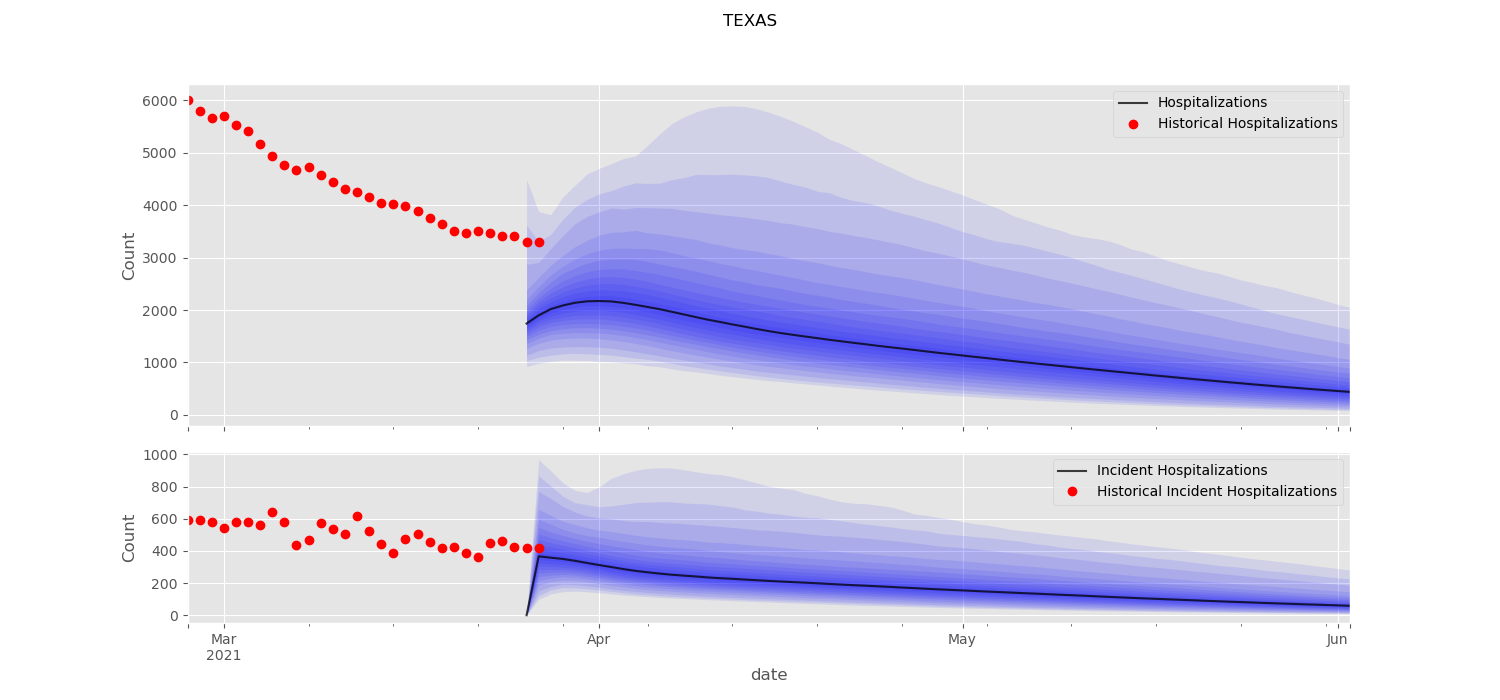 TEXAS
6000
5000
4000
3000
2000
1000
0
Count
Hospitalizations
Historical Hospitalizations
1000
800
600
400
200
0
Count
Incident Hospitalizations
Historical Incident Hospitalizations
Mar
2021
Apr
May
Jun
date